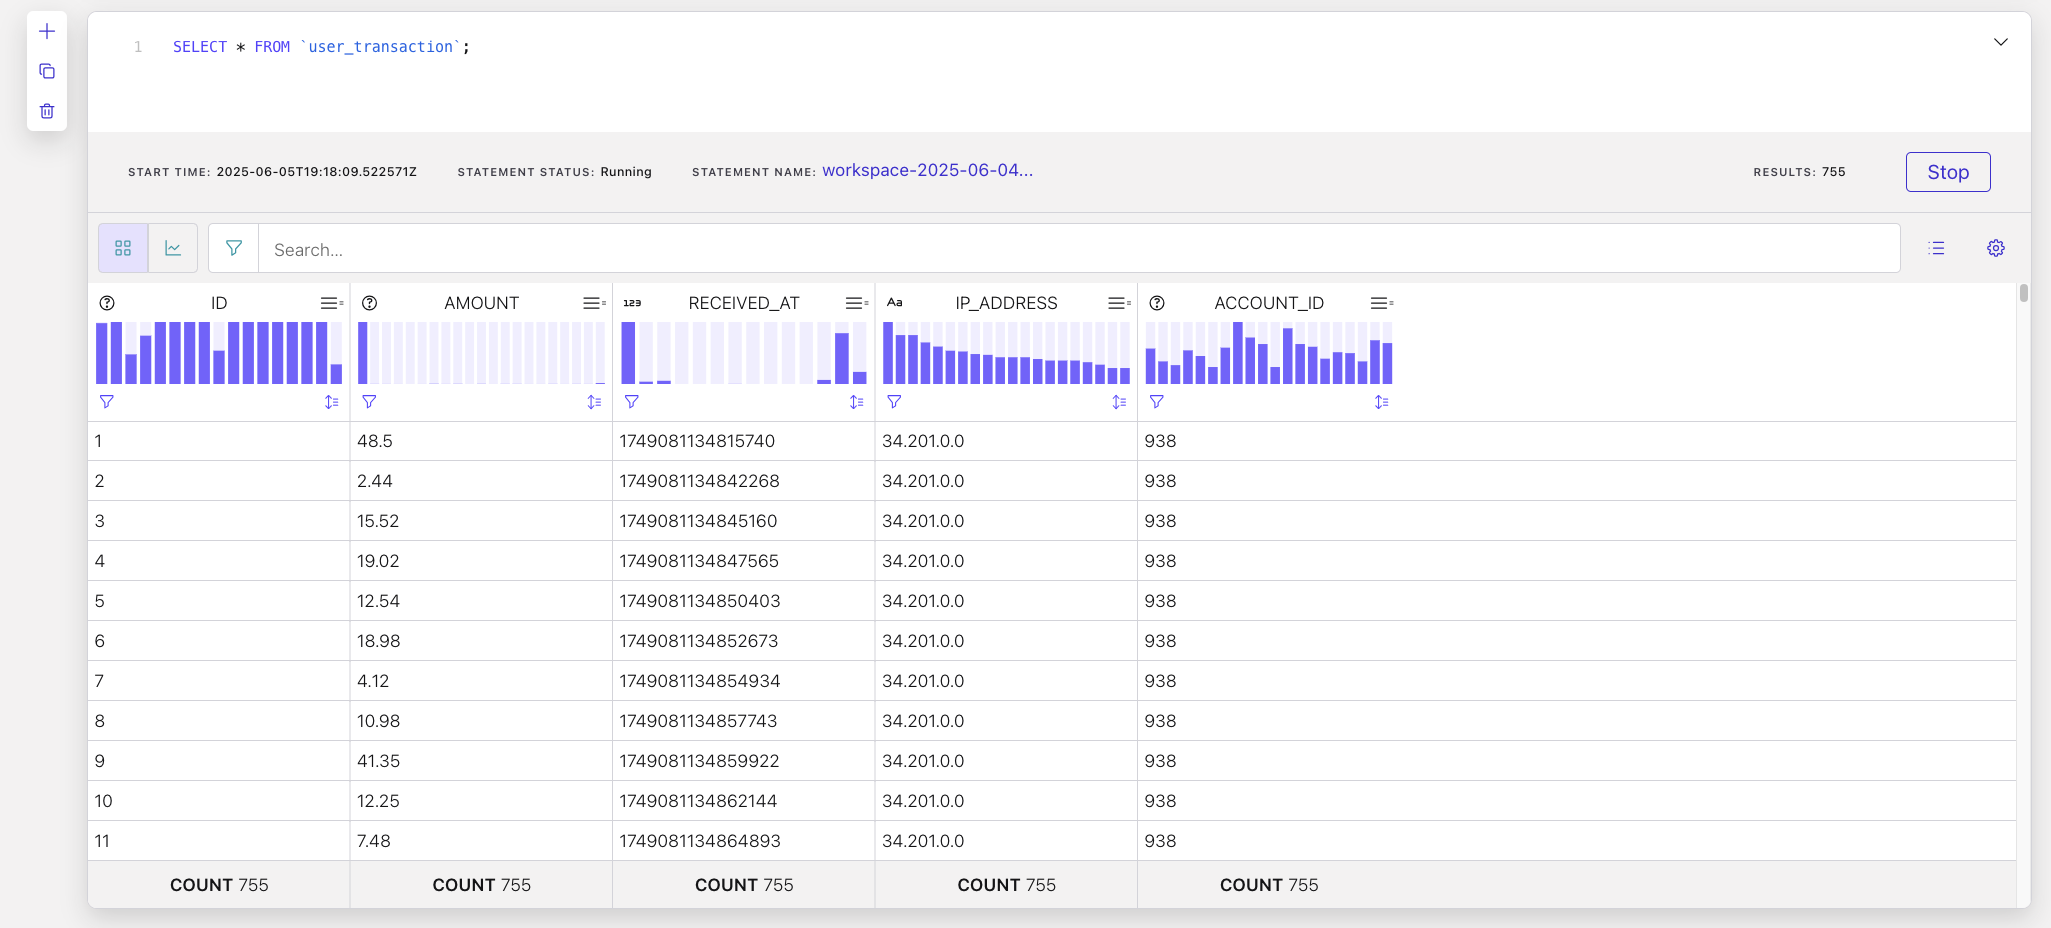 1 SELECT * FROM `user_transaction`;
START TIME: 2025-06-05T19:18:09.522571Z STATEMENT STATUS: Running STATEMENT NAME: workspace-2025-06-04... RESULTS: 755 Stop
Search...
ID AMOUNT 123 RECEIVED_AT Aa IP_ADDRESS ACCOUNT_ID
1 48.5 1749081134815740 34.201.0.0 938
2 2.44 1749081134842268 34.201.0.0 938
3 15.52 1749081134845160 34.201.0.0 938
4 19.02 1749081134847565 34.201.0.0 938
5 12.54 1749081134850403 34.201.0.0 938
6 18.98 1749081134852673 34.201.0.0 938
7 4.12 1749081134854934 34.201.0.0 938
8 10.98 1749081134857743 34.201.0.0 938
9 41.35 1749081134859922 34.201.0.0 938
10 12.25 1749081134862144 34.201.0.0 938
11 7.48 1749081134864893 34.201.0.0 938
COUNT 755 COUNT 755 COUNT 755 COUNT 755 COUNT 755